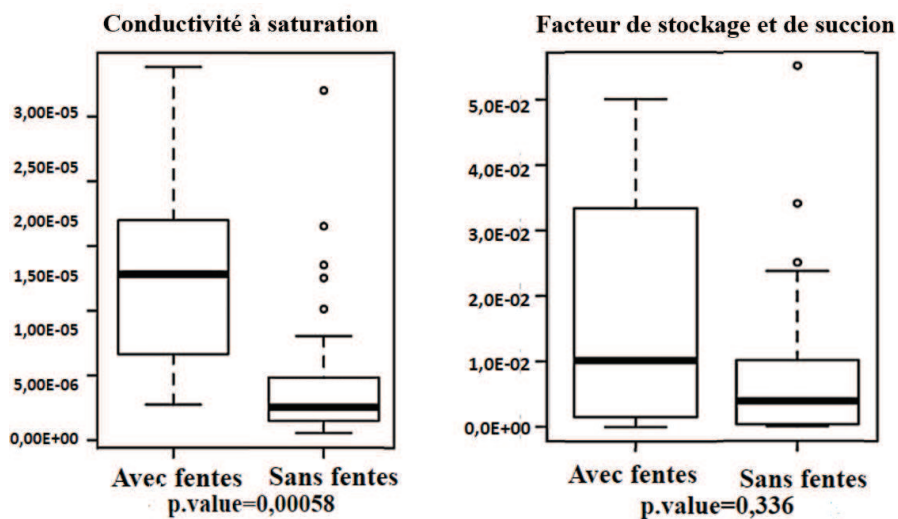 Conductivité à saturation
3,00E-05
2,50E-05
2,00E-05
1,50E-05
1,00E-05
5,00E-06
0,00E+00
Avec fentes Sans fentes
p.value=0,00058
Facteur de stockage et de succion
5,0E-02
4,0E-02
3,0E-02
2,0E-02
1,0E-02
0,0E+00
Avec fentes Sans fentes
p.value=0,336